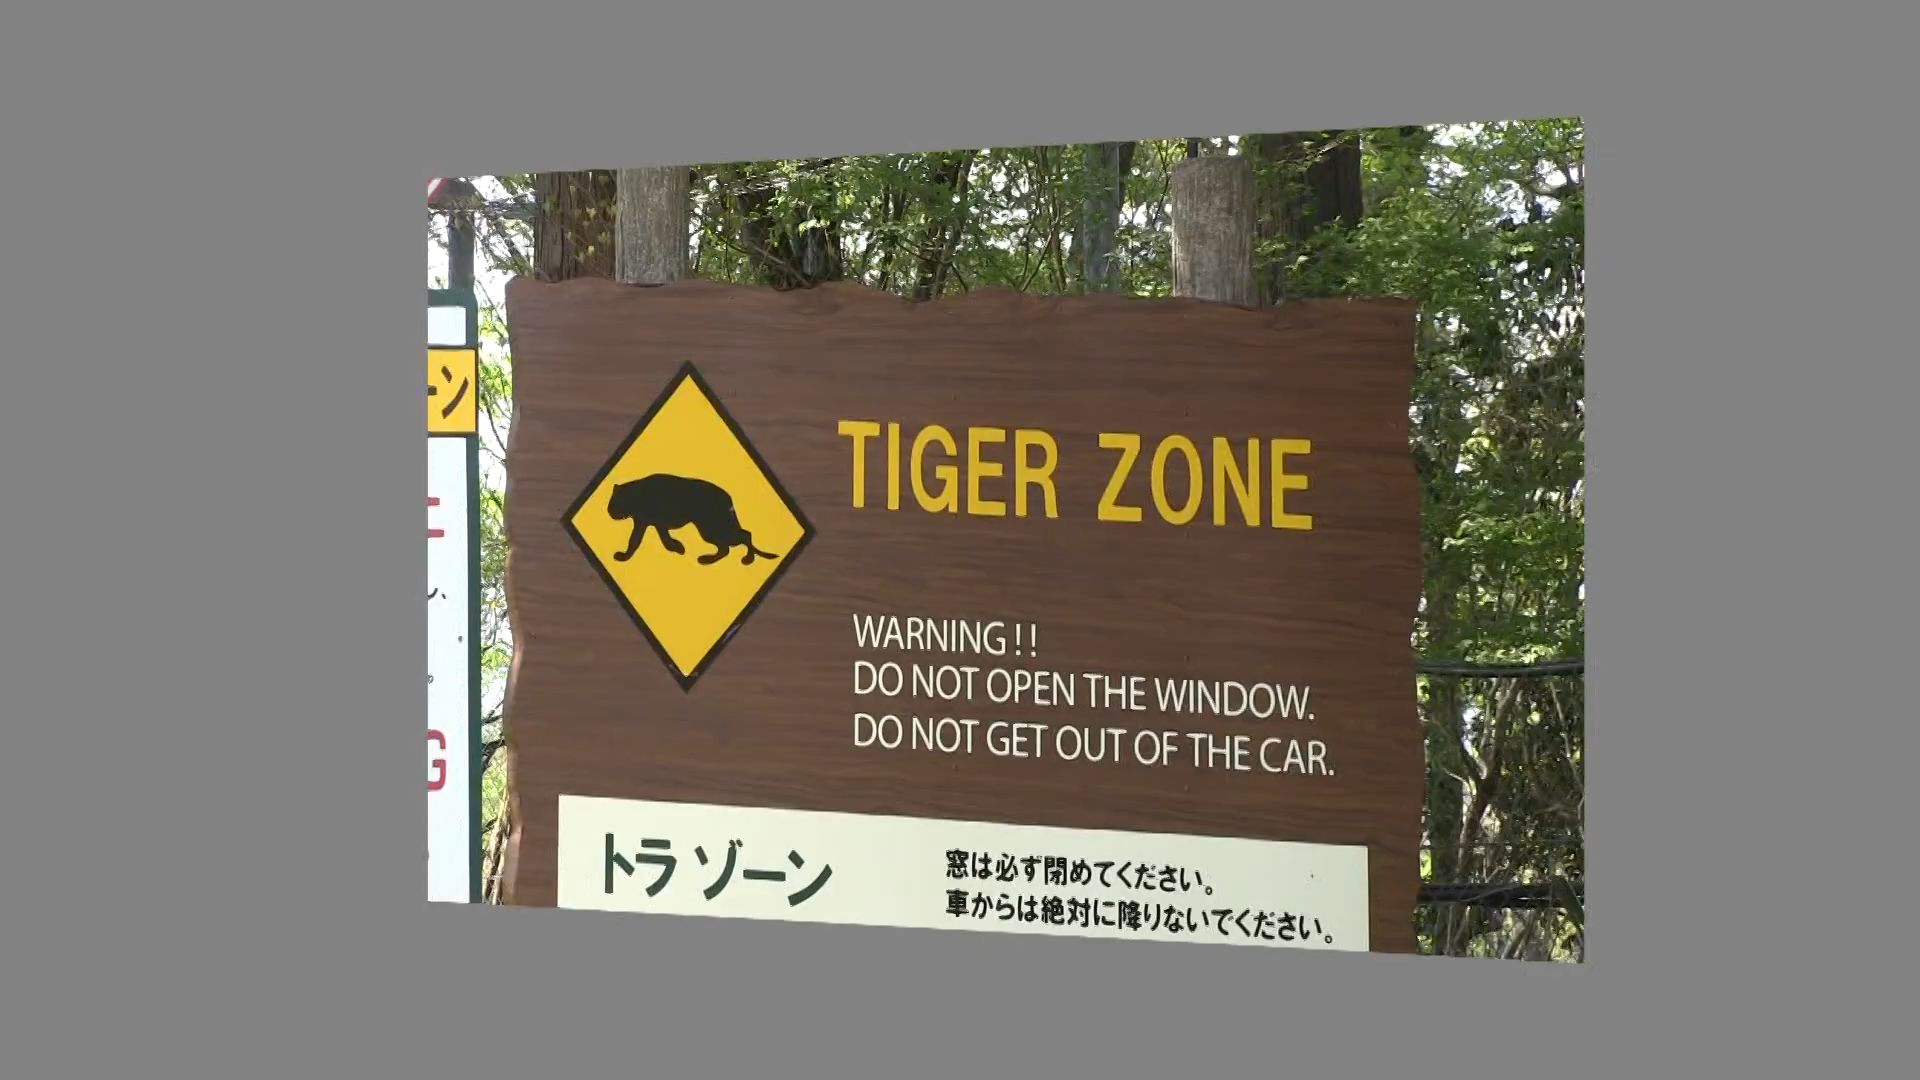 TIGER ZONE
WARNING!!
DO NOT OPEN THE WINDOW.
DO NOT GET OUT OF THE CAR.
トラ ゾーン
窓は必ず閉めてください。
車からは絶対に降りないでください。
ーン
G